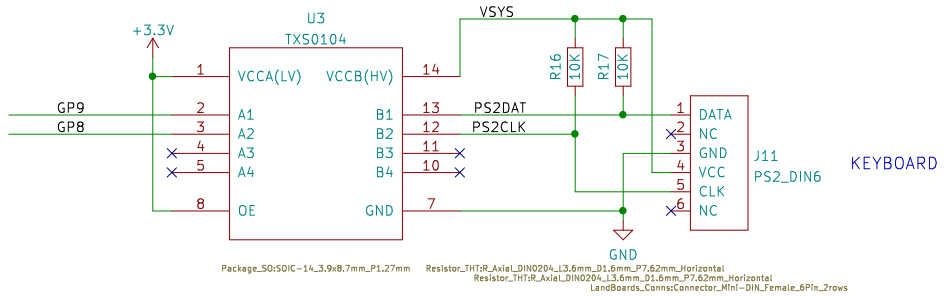 VSYS
U3
TXS0104
+3.3V
1 VCCA(LV) VCCB(HV) 14
R16 10K R17 10K
GP9 2 A1 B1 13 PS2DAT 1 DATA
GP8 3 A2 B2 12 PS2CLK 2 NC
4 A3 B3 11 3 GND J11 KEYBOARD
5 A4 B4 10 4 VCC PS2_DIN6
5 CLK
8 OE GND 7 6 NC
GND
Package_SO:SOIC-14_3.9x8.7mm_P1.27mm Resistor_THT:R_Axial_DIN0204_L3.6mm_D1.6mm_P7.62mm_Horizontal
Resistor_THT:R_Axial_DIN0204_L3.6mm_D1.6mm_P7.62mm_Horizontal
LandBoards_Conns:Connector_Mini-DIN_Female_6Pin_2rows